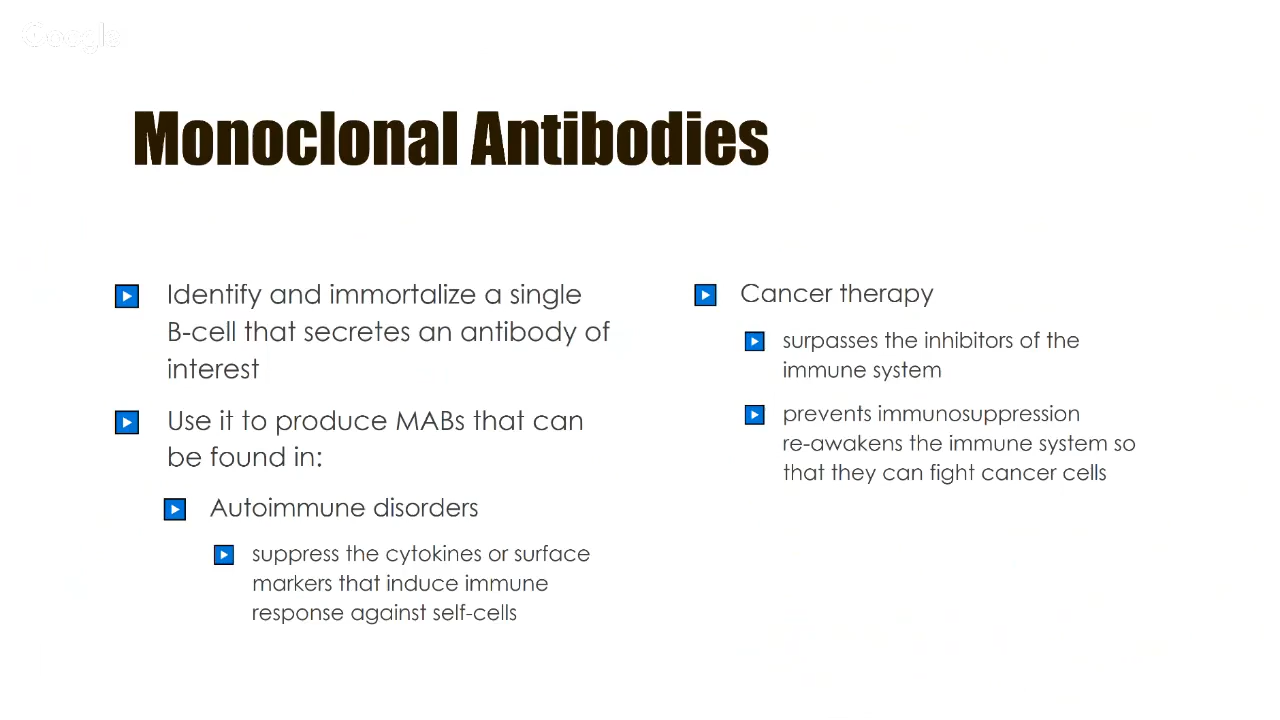 Google
Monoclonal Antibodies
Identify and immortalize a single
B-cell that secretes an antibody of
interest
Use it to produce MABs that can
be found in:
Autoimmune disorders
suppress the cytokines or surface
markers that induce immune
response against self-cells
Cancer therapy
surpasses the inhibitors of the
immune system
prevents immunosuppression
re-awakens the immune system so
that they can fight cancer cells